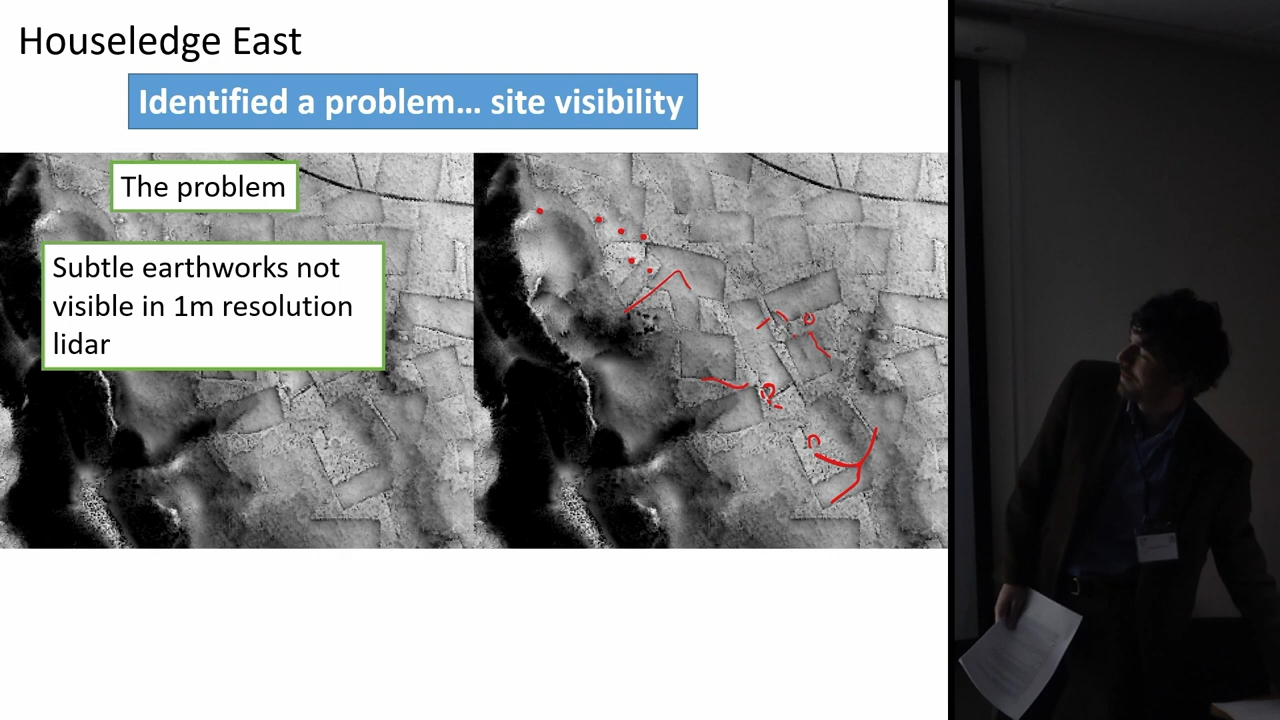 Houseledge East
Identified a problem... site visibility
The problem
Subtle earthworks not
visible in 1m resolution
lidar